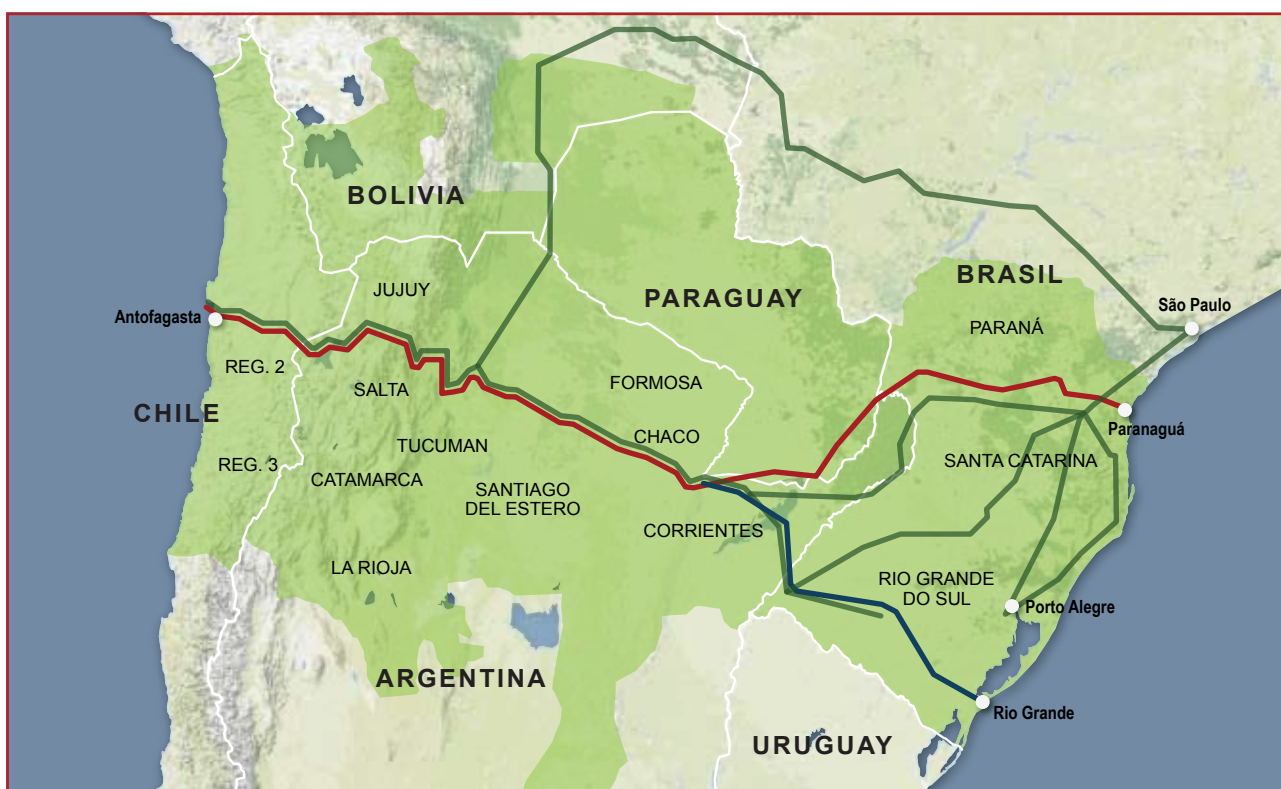 BOLIVIA
BRASIL
JUJUY
PARAGUAY
São Paulo
Antofagasta
PARANÁ
REG. 2
SALTA
FORMOSA
CHILE
Paranaguá
CHACO
TUCUMAN
SANTA CATARINA
REG. 3
CATAMARCA
SANTIAGO
DEL ESTERO
CORRIENTES
LA RIOJA
RIO GRANDE
DO SUL
Porto Alegre
ARGENTINA
Rio Grande
URUGUAY